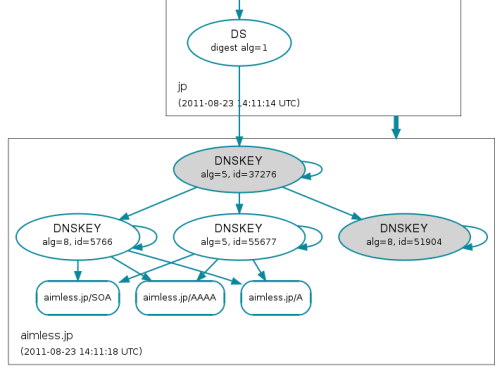 DS
digest alg=1
jp
(2011-08-23 14:11:14 UTC)
DNSKEY
alg=5, id=37276
DNSKEY
alg=8, id=5766
DNSKEY
alg=5, id=55677
DNSKEY
alg=8, id=51904
aimless.jp/SOA
aimless.jp/AAAA
aimless.jp/A
aimless.jp
(2011-08-23 14:11:18 UTC)